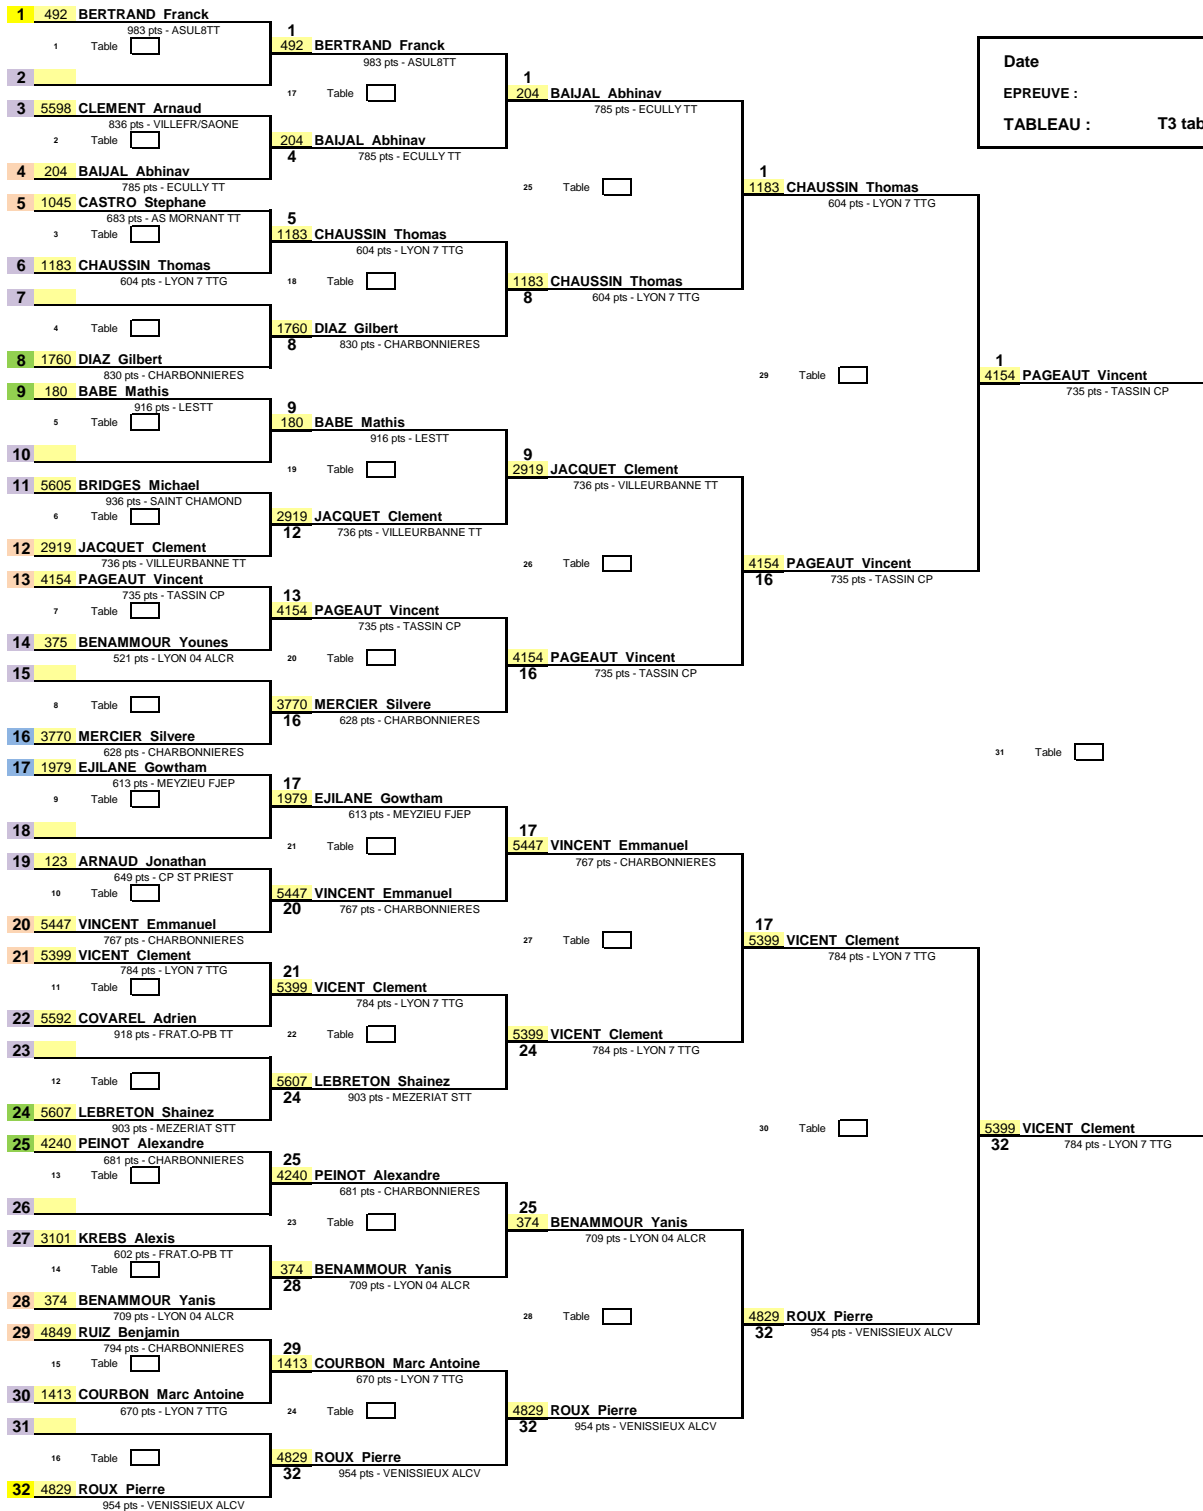 1 492 BERTRAND Franck
983 pts - ASUL8TT
1 Table
2
3 5598 CLEMENT Arnaud
836 pts - VILLEFR/SAONE
2 Table
4 204 BAIJAL Abhinav
785 pts - ECULLY TT
5 1045 CASTRO Stephane
683 pts - AS MORNANT TT
3 Table
6 1183 CHAUSSIN Thomas
604 pts - LYON 7 TTG
7
4 Table
8 1760 DIAZ Gilbert
830 pts - CHARBONNIERES
9 180 BABE Mathis
916 pts - LESTT
5 Table
10
11 5605 BRIDGES Michael
936 pts - SAINT CHAMOND
6 Table
12 2919 JACQUET Clement
736 pts - VILLEURBANNE TT
13 4154 PAGEAUT Vincent
735 pts - TASSIN CP
7 Table
14 375 BENAMMOUR Younes
521 pts - LYON 04 ALCR
15
8 Table
16 3770 MERCIER Silvere
628 pts - CHARBONNIERES
17 1979 EJILANE Gowtham
613 pts - MEYZIEU FJEP
9 Table
18
19 123 ARNAUD Jonathan
649 pts - CP ST PRIEST
10 Table
20 5447 VINCENT Emmanuel
767 pts - CHARBONNIERES
21 5399 VICENT Clement
784 pts - LYON 7 TTG
11 Table
22 5592 COVAREL Adrien
918 pts - FRAT.O-PB TT
23
12 Table
24 5607 LEBRETON Shainez
903 pts - MEZERIAT STT
25 4240 PEINOT Alexandre
681 pts - CHARBONNIERES
13 Table
26
27 3101 KREBS Alexis
602 pts - FRAT.O-PB TT
14 Table
28 374 BENAMMOUR Yanis
709 pts - LYON 04 ALCR
29 4849 RUIZ Benjamin
794 pts - CHARBONNIERES
15 Table
30 1413 COURBON Marc Antoine
670 pts - LYON 7 TTG
31
16 Table
32 4829 ROUX Pierre
954 pts - VENISSIEUX ALCV
1
492 BERTRAND Franck
983 pts - ASUL8TT
17 Table
204 BAIJAL Abhinav
4 785 pts - ECULLY TT
5
1183 CHAUSSIN Thomas
604 pts - LYON 7 TTG
18 Table
1760 DIAZ Gilbert
8 830 pts - CHARBONNIERES
9
180 BABE Mathis
916 pts - LESTT
19 Table
2919 JACQUET Clement
12 736 pts - VILLEURBANNE TT
13
4154 PAGEAUT Vincent
735 pts - TASSIN CP
20 Table
3770 MERCIER Silvere
16 628 pts - CHARBONNIERES
17
1979 EJILANE Gowtham
613 pts - MEYZIEU FJEP
21 Table
5447 VINCENT Emmanuel
20 767 pts - CHARBONNIERES
21
5399 VICENT Clement
784 pts - LYON 7 TTG
22 Table
5607 LEBRETON Shainez
24 903 pts - MEZERIAT STT
25
4240 PEINOT Alexandre
681 pts - CHARBONNIERES
23 Table
374 BENAMMOUR Yanis
28 709 pts - LYON 04 ALCR
29
1413 COURBON Marc Antoine
670 pts - LYON 7 TTG
24 Table
4829 ROUX Pierre
32 954 pts - VENISSIEUX ALCV
1
204 BAIJAL Abhinav
785 pts - ECULLY TT
25 Table
1183 CHAUSSIN Thomas
8 604 pts - LYON 7 TTG
9
2919 JACQUET Clement
736 pts - VILLEURBANNE TT
26 Table
4154 PAGEAUT Vincent
16 735 pts - TASSIN CP
17
5447 VINCENT Emmanuel
767 pts - CHARBONNIERES
27 Table
5399 VICENT Clement
24 784 pts - LYON 7 TTG
25
374 BENAMMOUR Yanis
709 pts - LYON 04 ALCR
28 Table
4829 ROUX Pierre
32 954 pts - VENISSIEUX ALCV
1
1183 CHAUSSIN Thomas
604 pts - LYON 7 TTG
29 Table
4154 PAGEAUT Vincent
16 735 pts - TASSIN CP
17
5399 VICENT Clement
784 pts - LYON 7 TTG
30 Table
4829 ROUX Pierre
32 954 pts - VENISSIEUX ALCV
Date
EPREUVE :
TABLEAU : T3 tab
1
4154 PAGEAUT Vincent
735 pts - TASSIN CP
31 Table
5399 VICENT Clement
32 784 pts - LYON 7 TTG